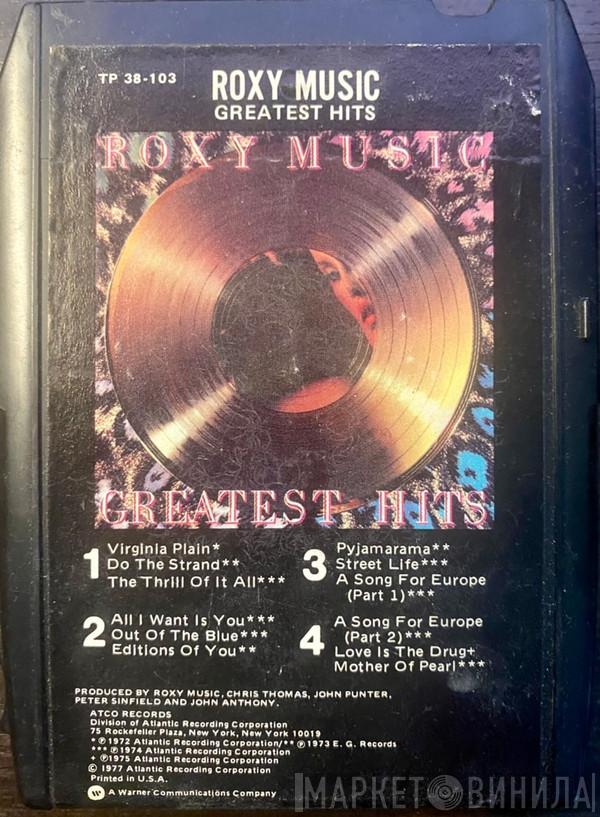 TP 38-103
ROXY MUSIC
GREATEST HITS
ROXY MUSIC
GREATEST HITS
1 Virginia Plain*
Do The Strand**
The Thrill Of It All***
2 All I Want Is You***
Out Of The Blue***
Editions Of You**
3 Pyjamarama**
Street Life***
A Song For Europe
(Part 1)***
4 A Song For Europe
(Part 2)***
Love Is The Drug+
Mother Of Pearl***
PRODUCED BY ROXY MUSIC, CHRIS THOMAS, JOHN PUNTER,
PETER SINFIELD AND JOHN ANTHONY.
ATCO RECORDS
Division of Atlantic Recording Corporation
75 Rockefeller Plaza, New York, New York 10019
* ℗ 1972 Atlantic Recording Corporation/** ℗ 1973 E. G. Records
*** ℗ 1974 Atlantic Recording Corporation
+ ℗ 1975 Atlantic Recording Corporation
© 1977 Atlantic Recording Corporation
Printed in U.S.A.
A Warner Communications Company
МАРКЕТ ВИНИЛА